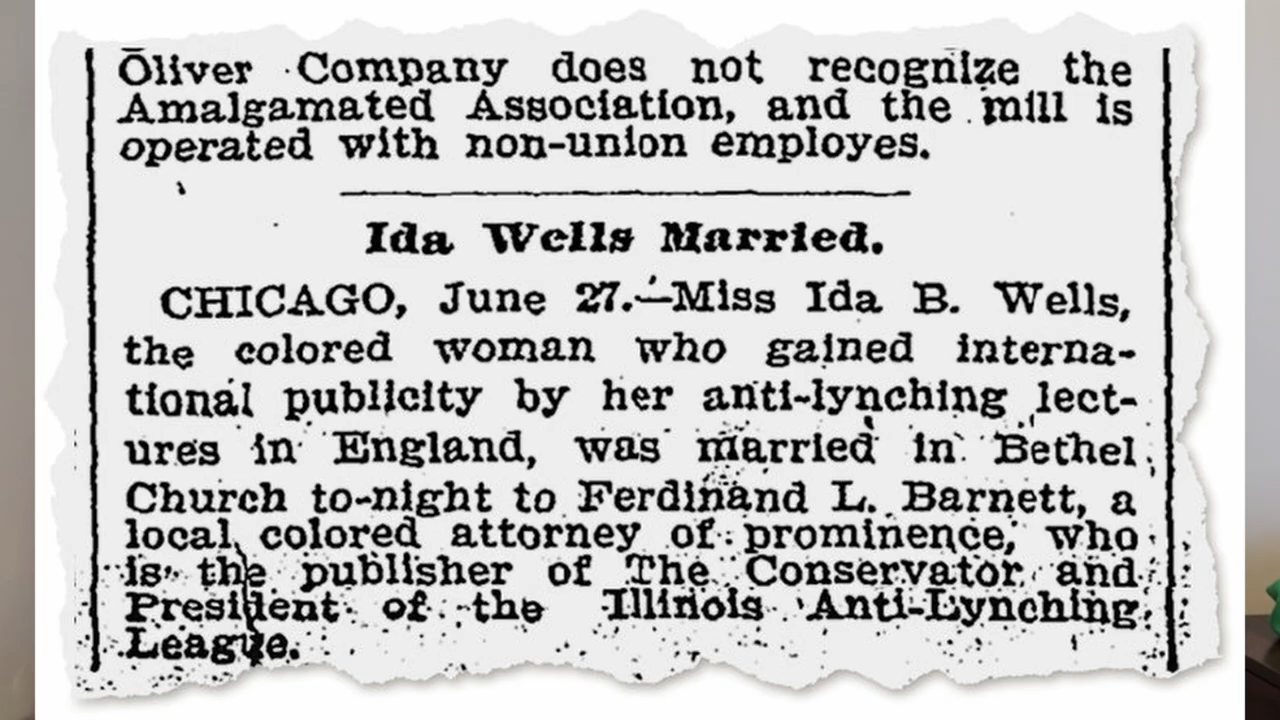 Oliver Company does not recognize the
Amalgamated Association, and the mill is
operated with non-union employes.
Ida Wells Married.
CHICAGO, June 27.—Miss Ida B. Wells,
the colored woman who gained interna-
tional publicity by her anti-lynching lect-
ures in England, was married in Bethel
Church to-night to Ferdinand L. Barnett, a
local colored attorney of prominence, who
is the publisher of The Conservator and
President of the Illinois Anti-Lynching
League.